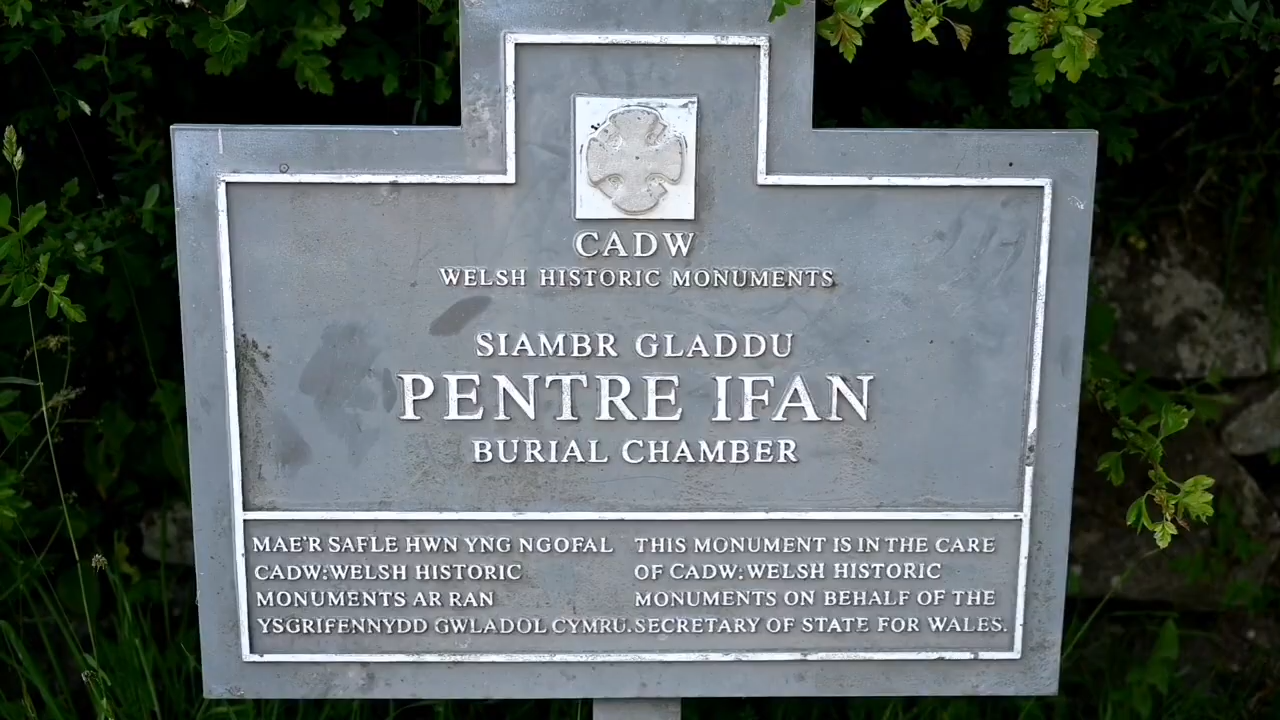 CADW
WELSH HISTORIC MONUMENTS
SIAMBR GLADDU
PENTRE IFAN
BURIAL CHAMBER
MAE'R SAFLE HWN YNG NGOFAL
CADW:WELSH HISTORIC
MONUMENTS AR RAN
YSGRIFENNYDD GWLADOL CYMRU.
THIS MONUMENT IS IN THE CARE
OF CADW:WELSH HISTORIC
MONUMENTS ON BEHALF OF THE
SECRETARY OF STATE FOR WALES.